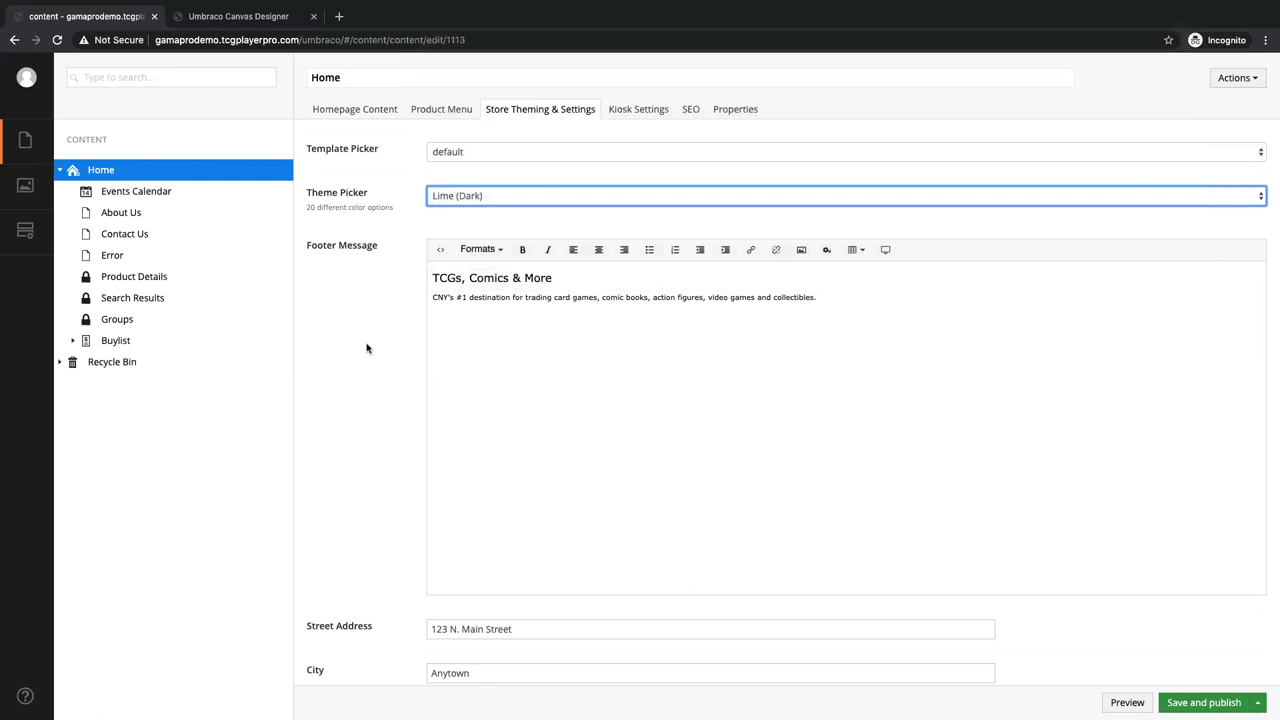 content - gamaprodemo.tcgpla
Umbraco Canvas Designer
Not Secure
gamaprodemo.tcgplayerpro.com/umbraco/#/content/content/edit/1113
Incognito
Type to search...
Home
Actions
Homepage Content
Product Menu
Store Theming & Settings
Kiosk Settings
SEO
Properties
CONTENT
Home
Events Calendar
About Us
Contact Us
Error
Product Details
Search Results
Groups
Buylist
Recycle Bin
Template Picker
default
Theme Picker
20 different color options
Lime (Dark)
Footer Message
Formats
TCGs, Comics & More
CNY's #1 destination for trading card games, comic books, action figures, video games and collectibles.
Street Address
123 N. Main Street
City
Anytown
Preview
Save and publish